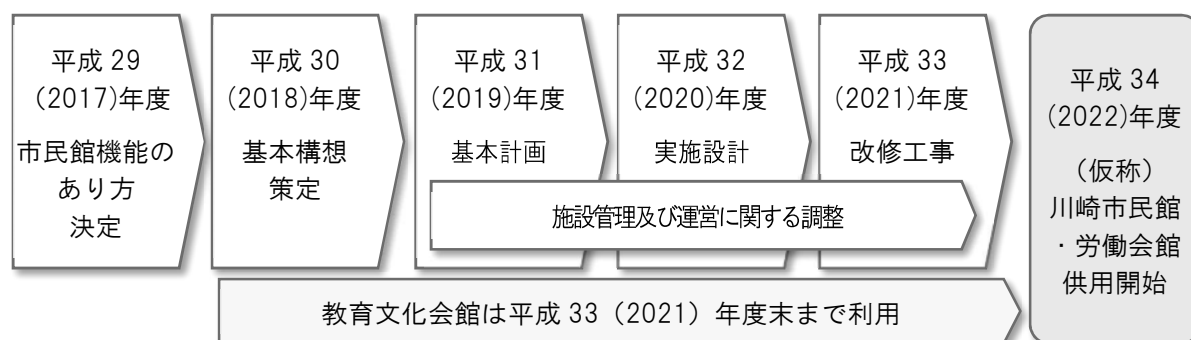 平成 29
(2017)年度
市民館機能の
あり方
決定
平成 30
(2018)年度
基本構想
策定
平成 31
(2019)年度
基本計画
平成 32
(2020)年度
実施設計
平成 33
(2021)年度
改修工事
施設管理及び運営に関する調整
教育文化会館は平成 33（2021）年度末まで利用
平成 34
(2022)年度
（仮称）
川崎市民館
・労働会館
供用開始